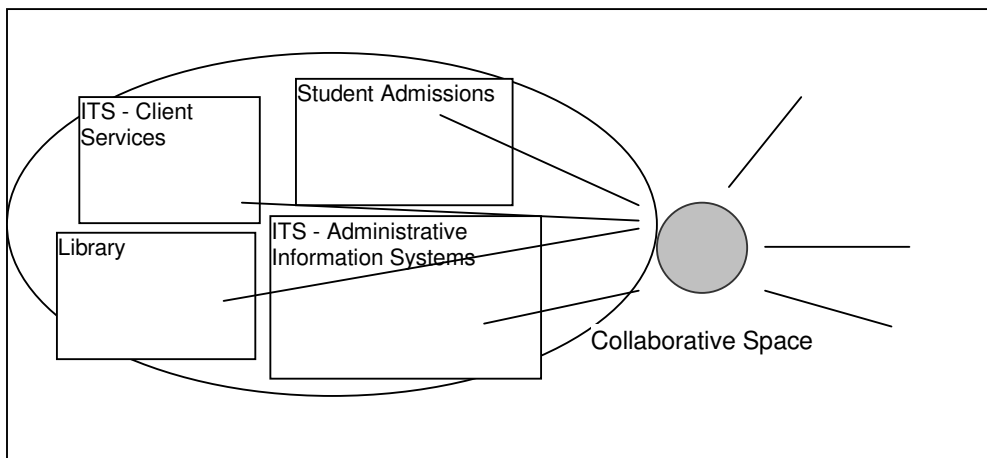 ITS - Client
Services
Student Admissions
Library
ITS - Administrative
Information Systems
Collaborative Space